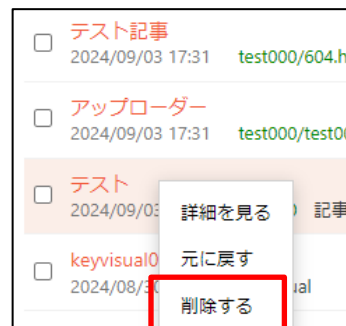 テスト記事
2024/09/03 17:31 test000/604.h
アップローダー
2024/09/03 17:31 test000/test00
テスト
2024/09/03 記事
詳細を見る
keyvisual0
元に戻す
2024/08/30 ual
削除する